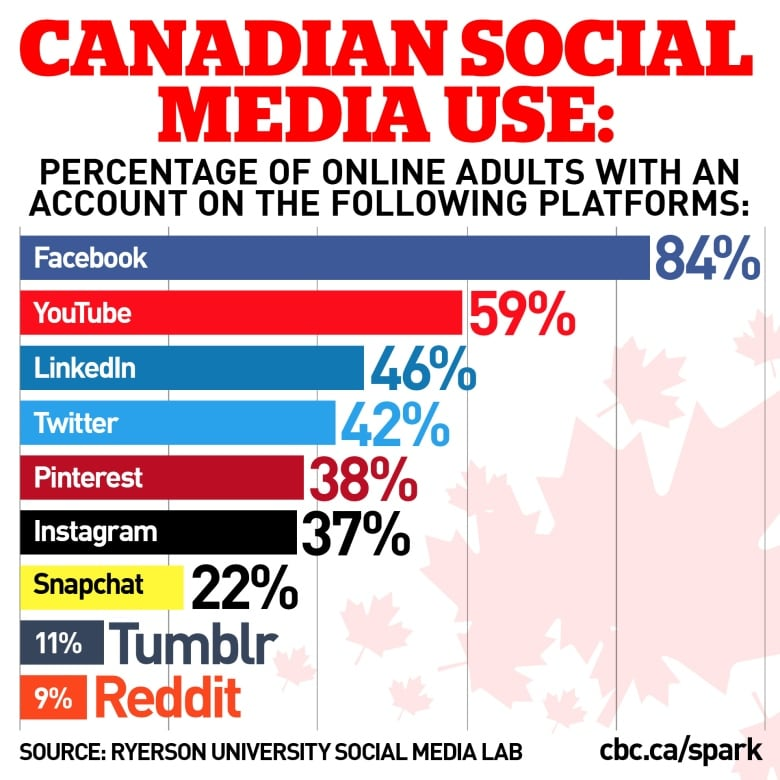 CANADIAN SOCIAL
MEDIA USE:
PERCENTAGE OF ONLINE ADULTS WITH AN
ACCOUNT ON THE FOLLOWING PLATFORMS:
Facebook 84%
YouTube 59%
LinkedIn 46%
Twitter 42%
Pinterest 38%
Instagram 37%
Snapchat 22%
11% Tumblr
9% Reddit
SOURCE: RYERSON UNIVERSITY SOCIAL MEDIA LAB cbc.ca/spark